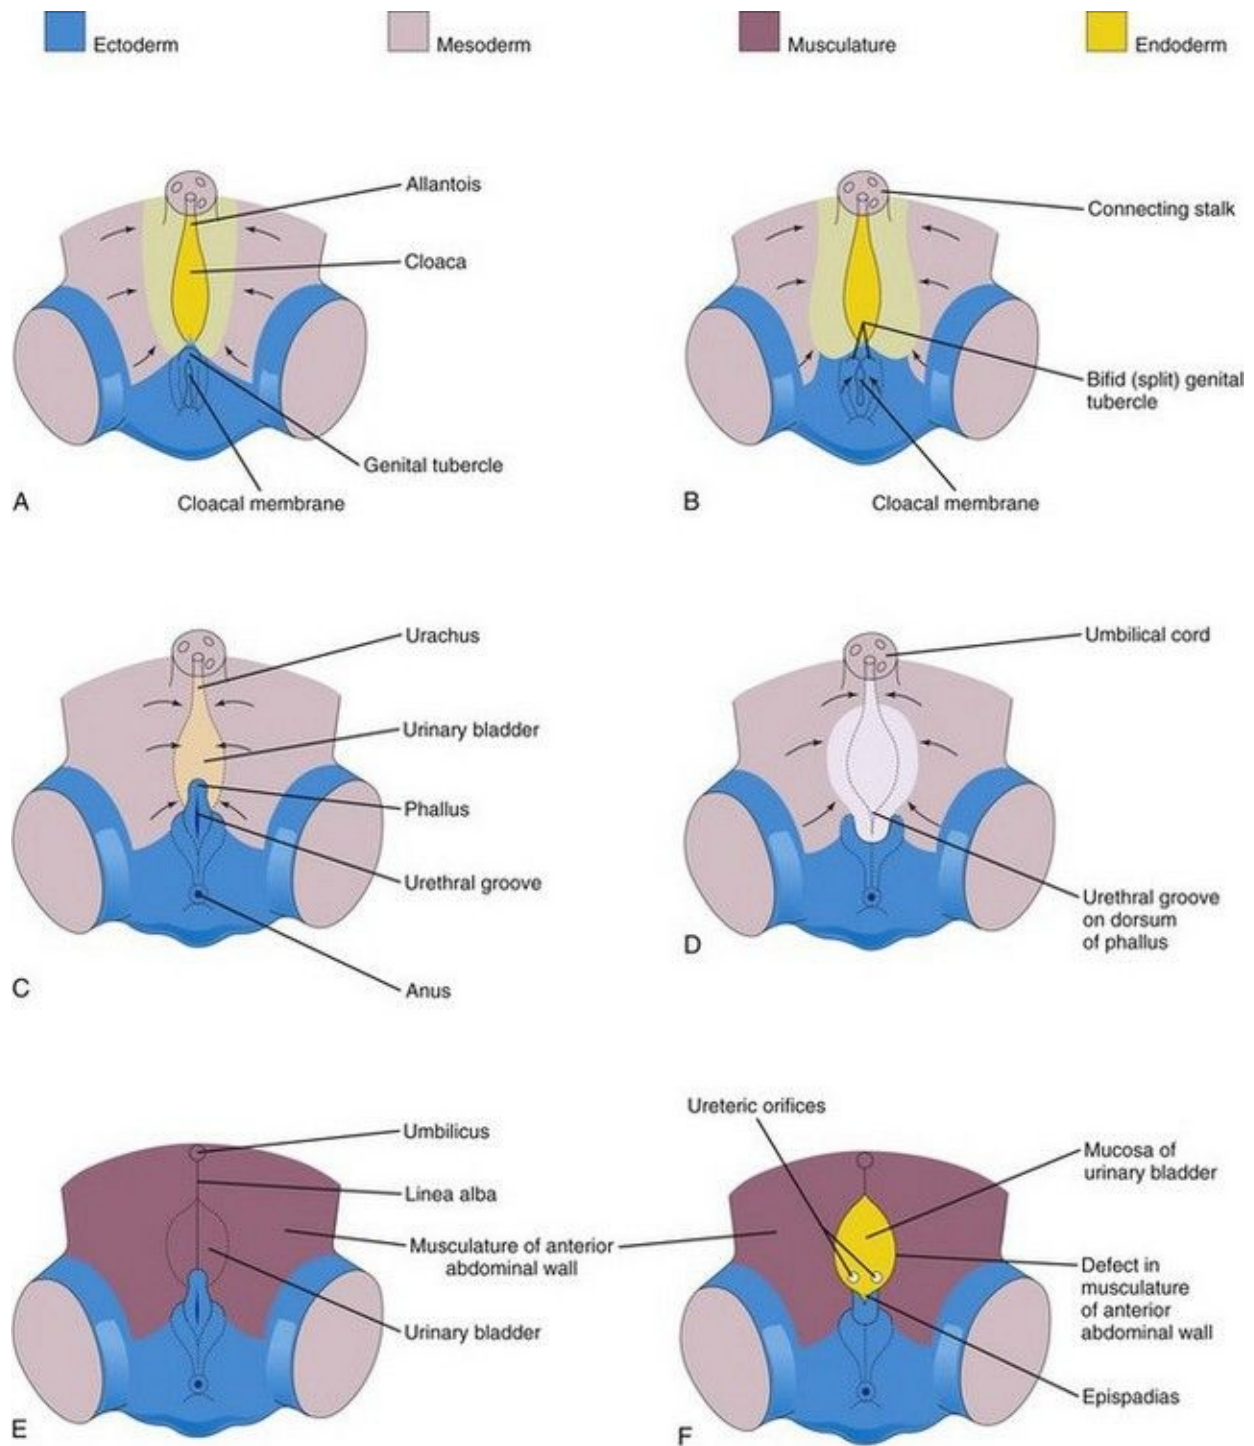 Ectoderm
Mesoderm
Musculature
Endoderm
Allantois
Cloaca
Genital tubercle
Cloacal membrane
A
Connecting stalk
Bifid (split) genital
tubercle
Cloacal membrane
B
Urachus
Urinary bladder
Phallus
Urethral groove
Anus
C
Umbilical cord
Urethral groove
on dorsum
of phallus
D
Umbilicus
Linea alba
Musculature of anterior
abdominal wall
Urinary bladder
E
Ureteric orifices
Mucosa of
urinary bladder
Defect in
musculature
of anterior
abdominal wall
Epispadias
F